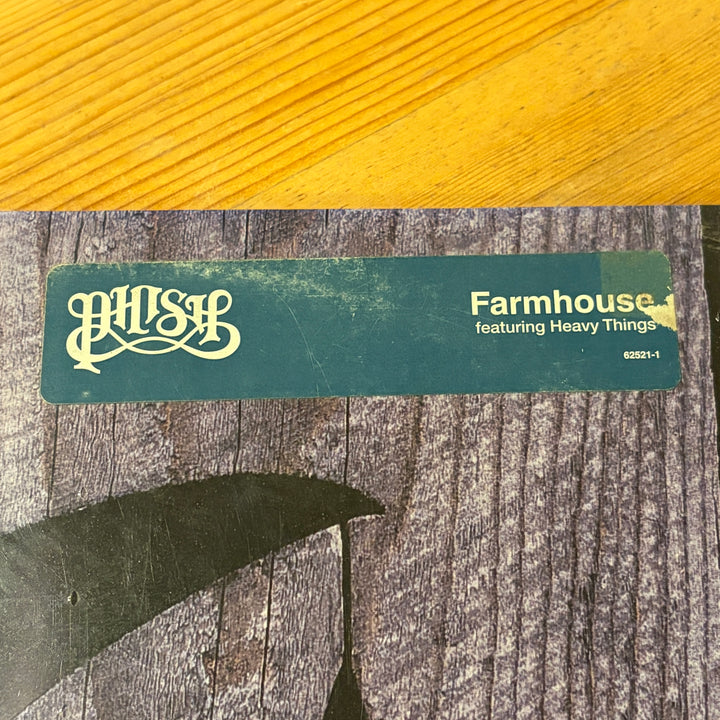 PHISH
Farmhouse
featuring Heavy Things
62521-1